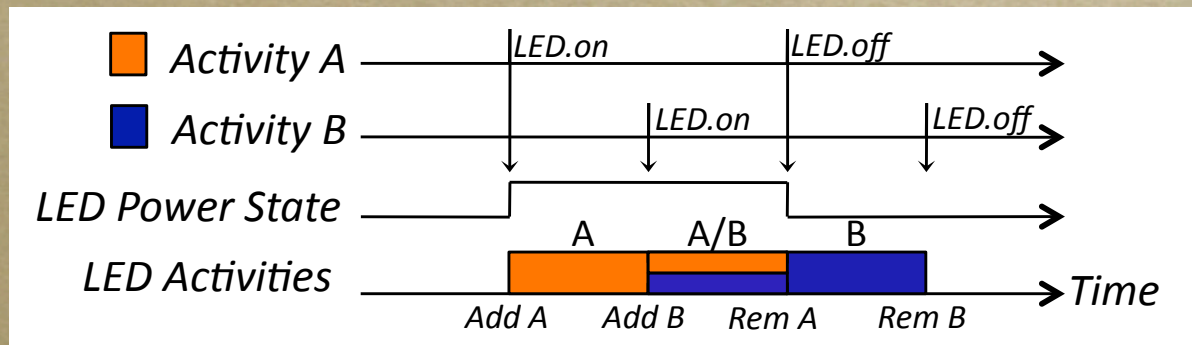 Activity A LED.on LED.off
Activity B LED.on LED.off
LED Power State
A A/B B
LED Activities
Time
Add A Add B Rem A Rem B